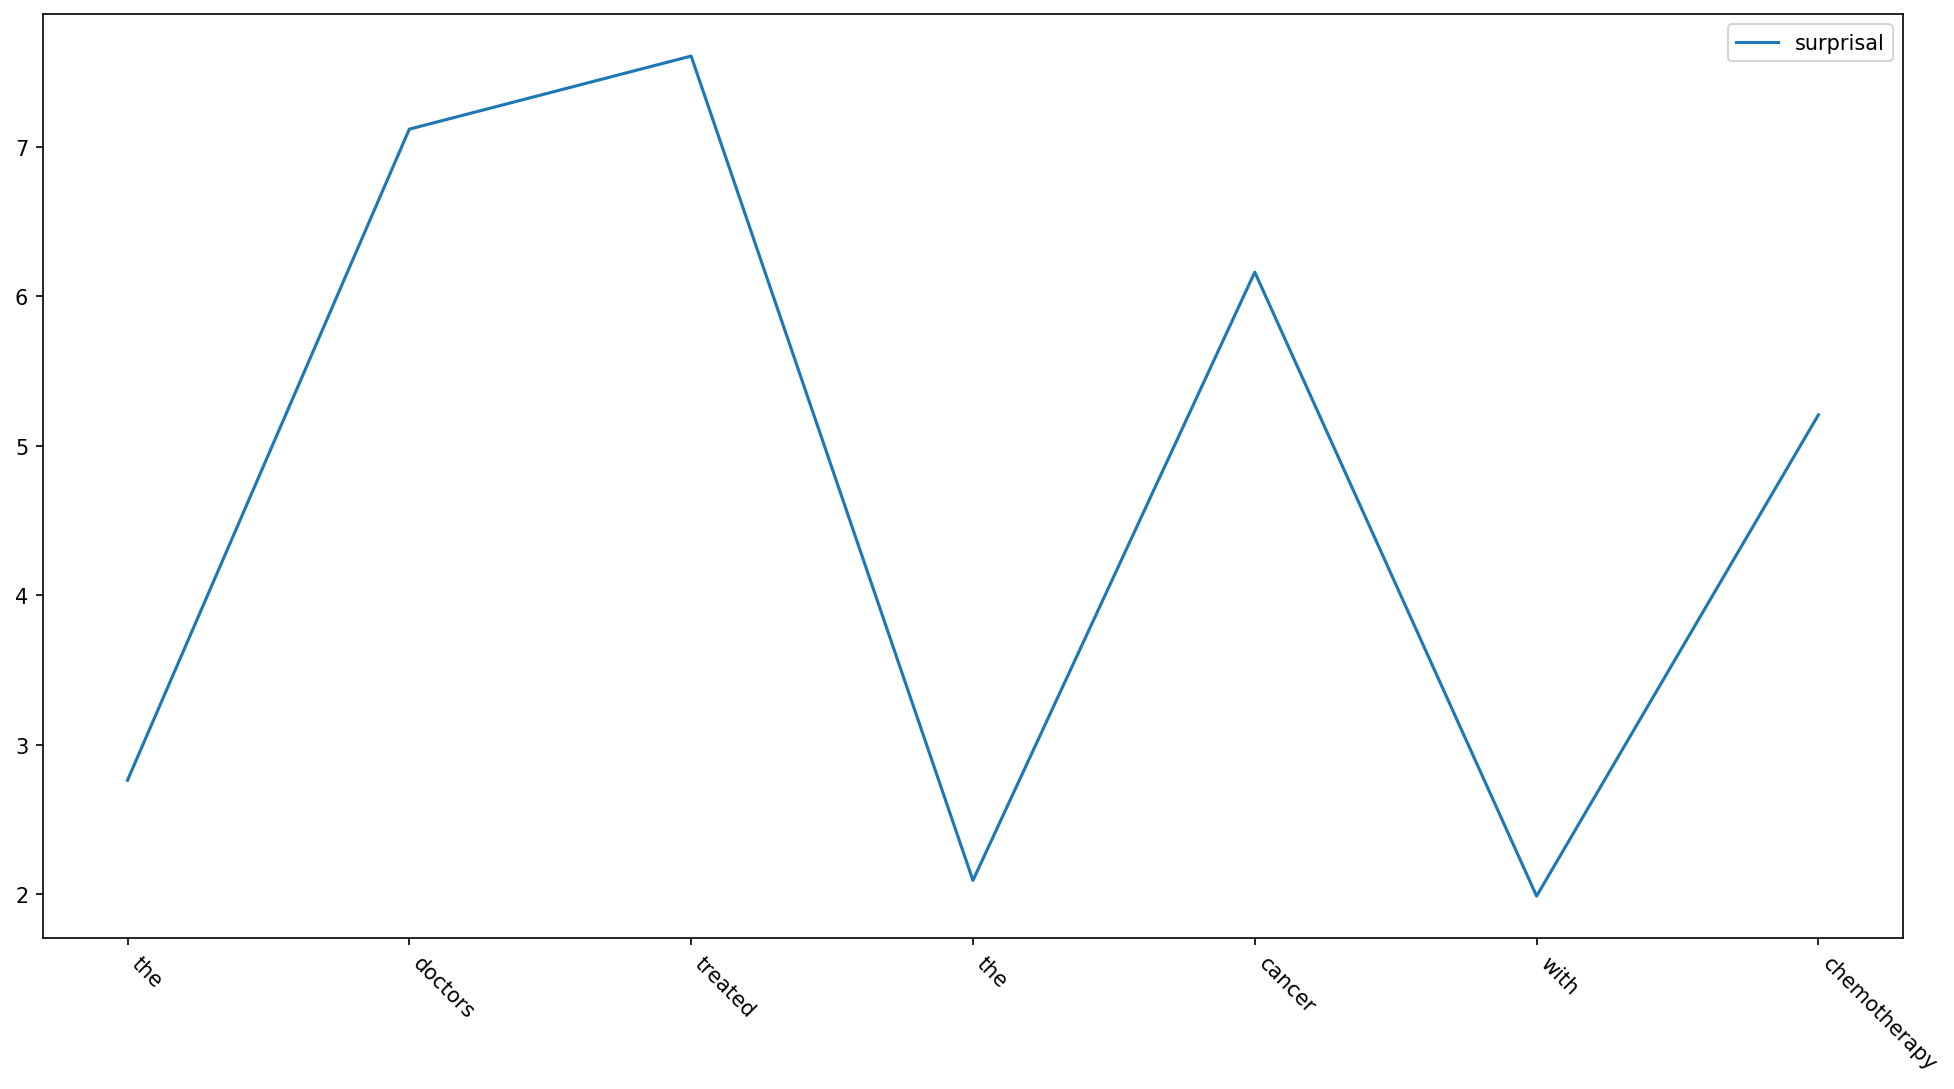 surprisal
7
6
5
4
3
2
the
doctors
treated
the
cancer
with
chemotherapy